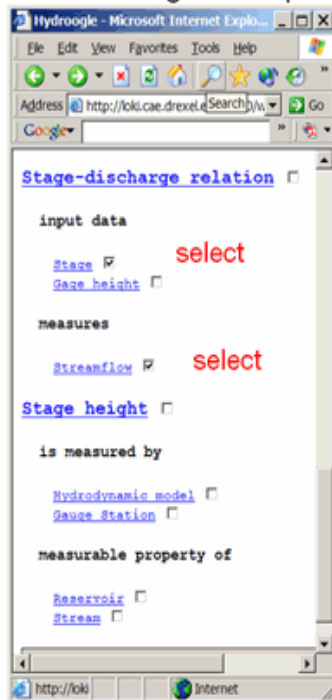 Hydroogle - Microsoft Internet Explo...
File Edit View Favorites Tools Help
Address http://loki.cae.drexel.e Search Go
Google
Stage-discharge relation
input data
Stage select
Gage height
measures
Streamflow select
Stage height
is measured by
Hydrodynamic model
Gauge Station
measurable property of
Reservoir
Stream
http://loki Internet